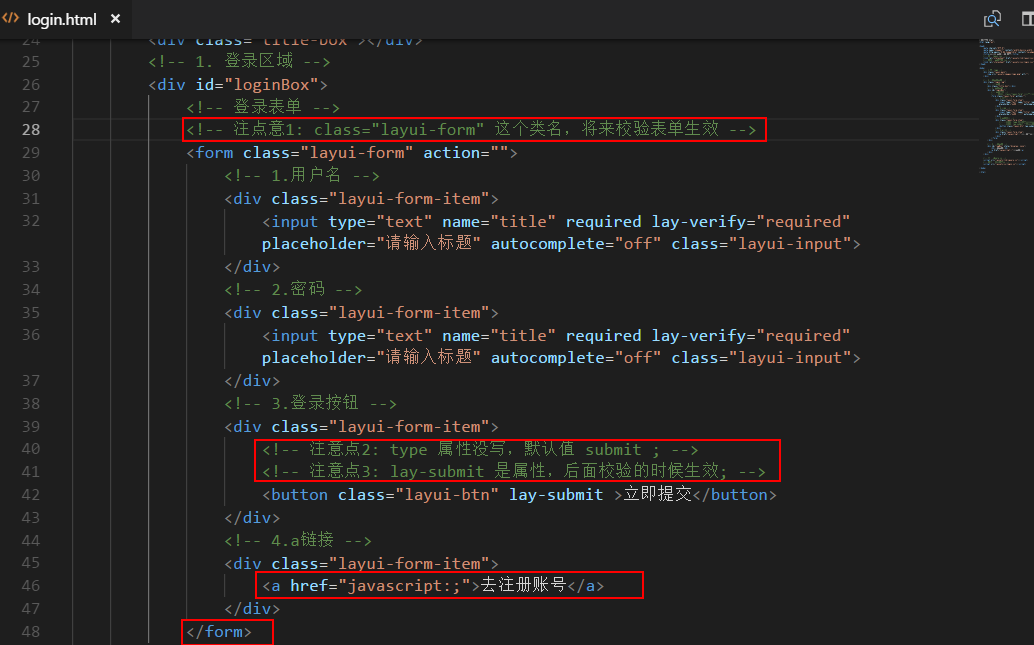 login.html
24 <div class="title-box"></div>
25 <!-- 1. 登录区域 -->
26 <div id="loginBox">
27 <!-- 登录表单 -->
28 <!-- 注点意1: class="layui-form" 这个类名，将来校验表单生效 -->
29 <form class="layui-form" action="">
30 <!-- 1.用户名 -->
31 <div class="layui-form-item">
32 <input type="text" name="title" required lay-verify="required"
placeholder="请输入标题" autocomplete="off" class="layui-input">
33 </div>
34 <!-- 2.密码 -->
35 <div class="layui-form-item">
36 <input type="text" name="title" required lay-verify="required"
placeholder="请输入标题" autocomplete="off" class="layui-input">
37 </div>
38 <!-- 3.登录按钮 -->
39 <div class="layui-form-item">
40 <!-- 注意点2: type 属性没写，默认值 submit ; -->
41 <!-- 注意点3: lay-submit 是属性，后面校验的时候生效; -->
42 <button class="layui-btn" lay-submit >立即提交</button>
43 </div>
44 <!-- 4.a链接 -->
45 <div class="layui-form-item">
46 <a href="javascript:;">去注册账号</a>
47 </div>
48 </form>